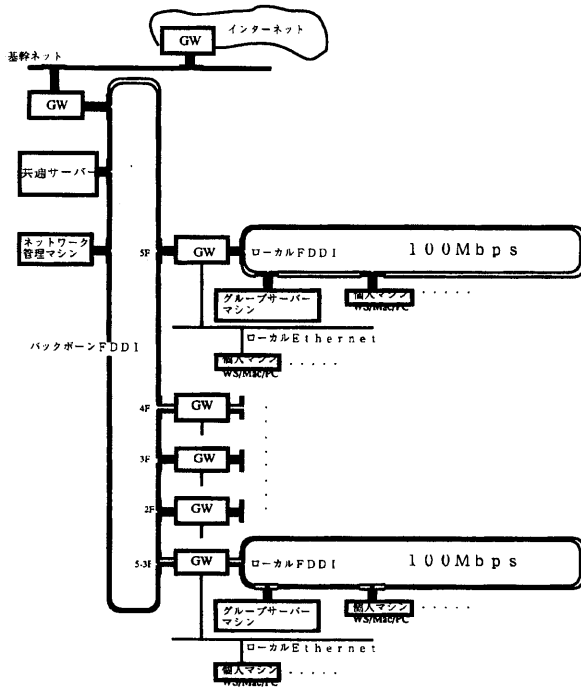 インターネット
GW
基幹ネット
GW
共通サーバー
ネットワーク
管理マシン
5F
GW
ローカルFDDI
100Mbps
グループサーバー
マシン
個人マシン
WS/Mac/PC
ローカルEthernet
個人マシン
WS/Mac/PC
バックボーンFDDI
4F
GW
3F
GW
2F
GW
5-3F
GW
ローカルFDDI
100Mbps
グループサーバー
マシン
個人マシン
WS/Mac/PC
ローカルEthernet
個人マシン
WS/Mac/PC